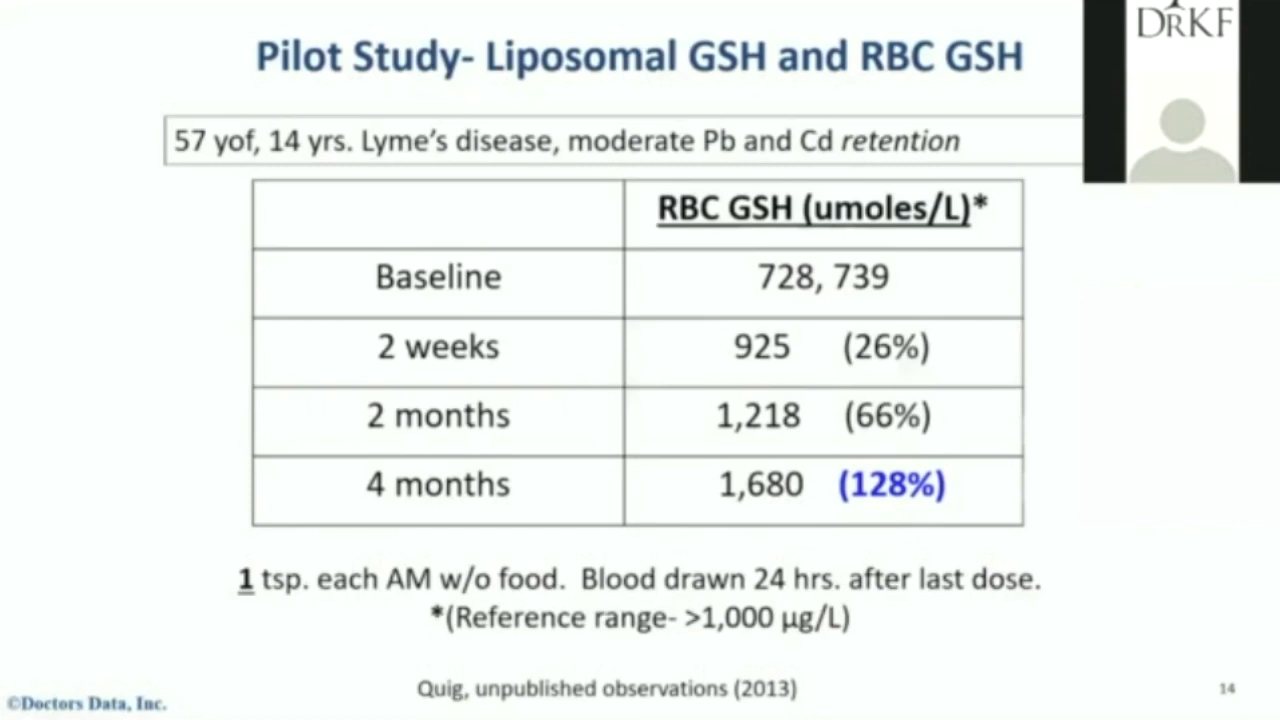 DRKF
Pilot Study- Liposomal GSH and RBC GSH
57 yof, 14 yrs. Lyme's disease, moderate Pb and Cd retention
RBC GSH (umoles/L)*
Baseline 728, 739
2 weeks 925 (26%)
2 months 1,218 (66%)
4 months 1,680 (128%)
1 tsp. each AM w/o food. Blood drawn 24 hrs. after last dose.
*(Reference range- >1,000 µg/L)
Quig, unpublished observations (2013)
14
©Doctors Data, Inc.